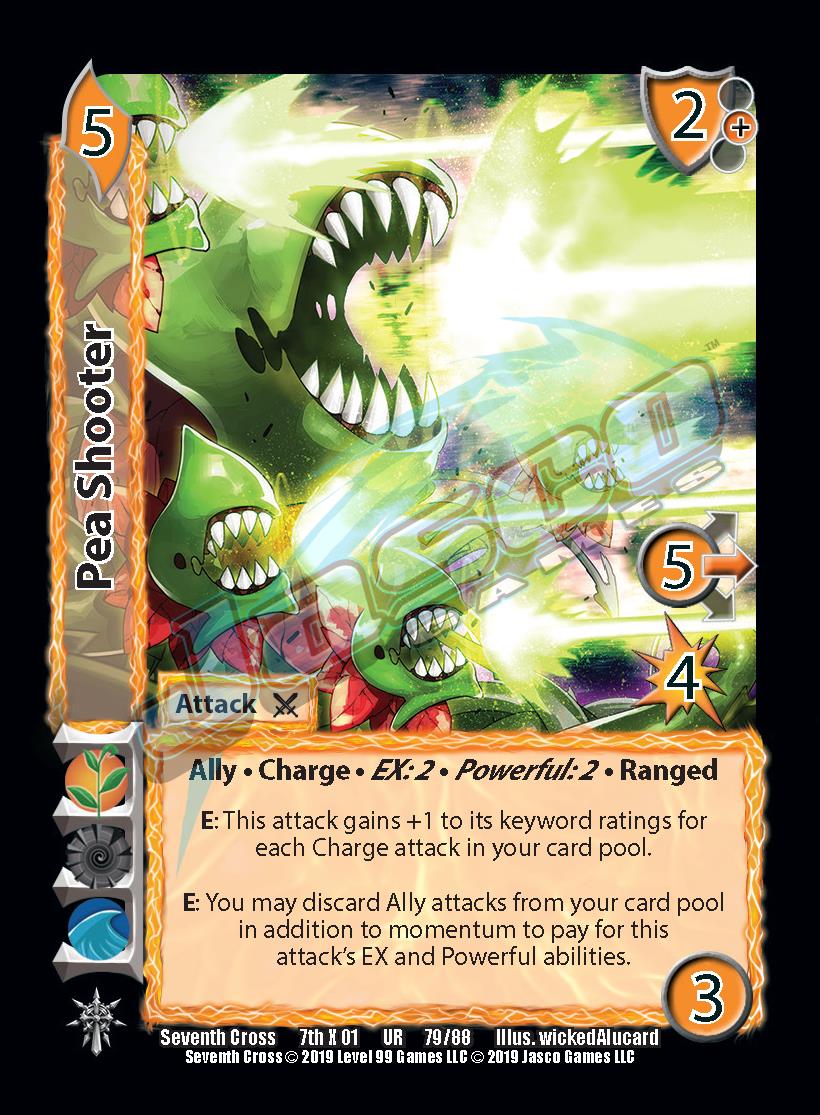 5
2
+
Pea Shooter
Jasco
GAMES
TM
5
4
Attack
Ally • Charge • EX: 2 • Powerful: 2 • Ranged
E: This attack gains +1 to its keyword ratings for
each Charge attack in your card pool.
E: You may discard Ally attacks from your card pool
in addition to momentum to pay for this
attack's EX and Powerful abilities.
3
Seventh Cross 7th X 01 UR 79/88 Illus. wickedAlucard
Seventh Cross © 2019 Level 99 Games LLC © 2019 Jasco Games LLC